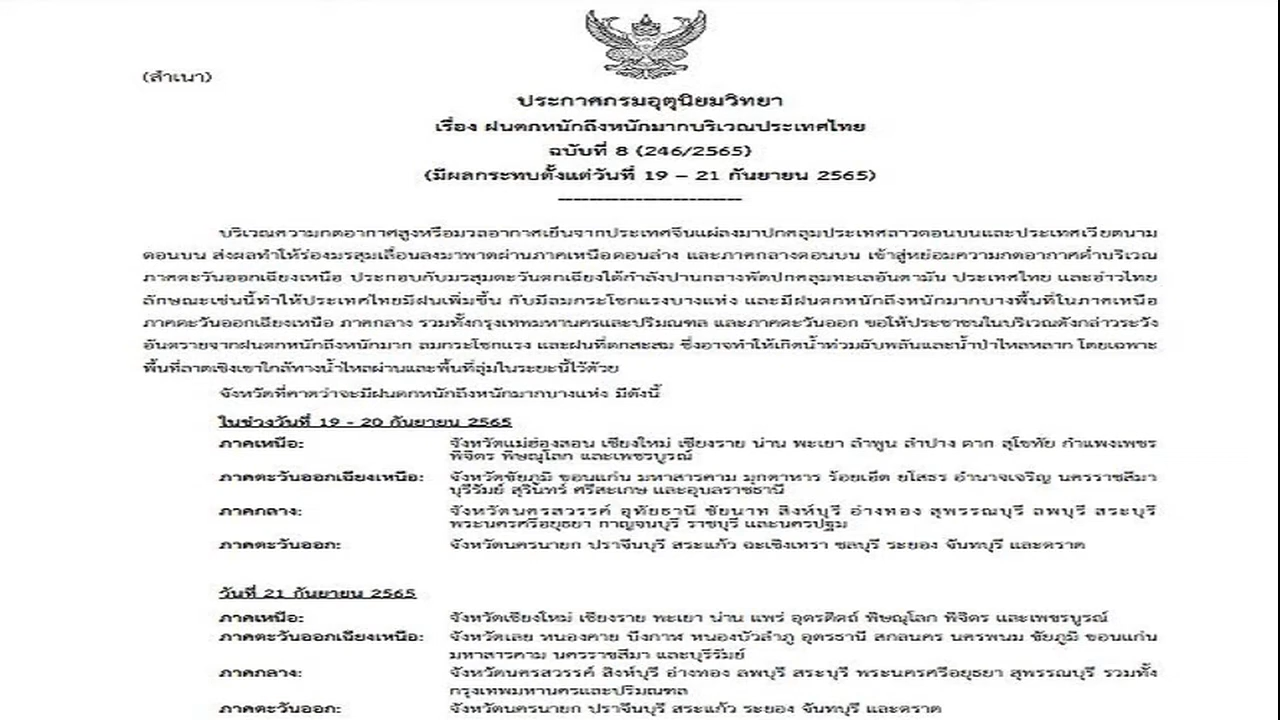 (สำเนา)
ประกาศกรมอุตุนิยมวิทยา
เรื่อง ฝนตกหนักถึงหนักมากบริเวณประเทศไทย
ฉบับที่ 8 (246/2565)
(มีผลกระทบตั้งแต่วันที่ 19 – 21 กันยายน 2565)
------------------------
บริเวณความกดอากาศสูงหรือมวลอากาศเย็นจากประเทศจีนแผ่ลงมาปกคลุมประเทศลาวตอนบนและประเทศเวียดนาม
ตอนบน ส่งผลทำให้ร่องมรสุมเลื่อนลงมาพาดผ่านภาคเหนือตอนล่าง และภาคกลางตอนบน เข้าสู่หย่อมความกดอากาศต่ำบริเวณ
ภาคตะวันออกเฉียงเหนือ ประกอบกับมรสุมตะวันตกเฉียงใต้กำลังปานกลางพัดปกคลุมทะเลอันดามัน ประเทศไทย และอ่าวไทย
ลักษณะเช่นนี้ทำให้ประเทศไทยมีฝนเพิ่มขึ้น กับมีลมกระโชกแรงบางแห่ง และมีฝนตกหนักถึงหนักมากบางพื้นที่ในภาคเหนือ
ภาคตะวันออกเฉียงเหนือ ภาคกลาง รวมทั้งกรุงเทพมหานครและปริมณฑล และภาคตะวันออก ขอให้ประชาชนในบริเวณดังกล่าวระวัง
อันตรายจากฝนตกหนักถึงหนักมาก ลมกระโชกแรง และฝนที่ตกสะสม ซึ่งอาจทำให้เกิดน้ำท่วมฉับพลันและน้ำป่าไหลหลาก โดยเฉพาะ
พื้นที่ลาดเชิงเขาใกล้ทางน้ำไหลผ่านและพื้นที่ลุ่มในระยะนี้ไว้ด้วย
จังหวัดที่คาดว่าจะมีฝนตกหนักถึงหนักมากบางแห่ง มีดังนี้
ในช่วงวันที่ 19 - 20 กันยายน 2565
ภาคเหนือ: จังหวัดแม่ฮ่องสอน เชียงใหม่ เชียงราย น่าน พะเยา ลำพูน ลำปาง ตาก สุโขทัย กำแพงเพชร
พิจิตร พิษณุโลก และเพชรบูรณ์
ภาคตะวันออกเฉียงเหนือ: จังหวัดชัยภูมิ ขอนแก่น มหาสารคาม มุกดาหาร ร้อยเอ็ด ยโสธร อำนาจเจริญ นครราชสีมา
บุรีรัมย์ สุรินทร์ ศรีสะเกษ และอุบลราชธานี
ภาคกลาง: จังหวัดนครสวรรค์ อุทัยธานี ชัยนาท สิงห์บุรี อ่างทอง สุพรรณบุรี ลพบุรี สระบุรี
พระนครศรีอยุธยา กาญจนบุรี ราชบุรี และนครปฐม
ภาคตะวันออก: จังหวัดนครนายก ปราจีนบุรี สระแก้ว ฉะเชิงเทรา ชลบุรี ระยอง จันทบุรี และตราด
วันที่ 21 กันยายน 2565
ภาคเหนือ: จังหวัดเชียงใหม่ เชียงราย พะเยา น่าน แพร่ อุตรดิตถ์ พิษณุโลก พิจิตร และเพชรบูรณ์
ภาคตะวันออกเฉียงเหนือ: จังหวัดเลย หนองคาย บึงกาฬ หนองบัวลำภู อุดรธานี สกลนคร นครพนม ชัยภูมิ ขอนแก่น
มหาสารคาม นครราชสีมา และบุรีรัมย์
ภาคกลาง: จังหวัดนครสวรรค์ สิงห์บุรี อ่างทอง ลพบุรี สระบุรี พระนครศรีอยุธยา สุพรรณบุรี รวมทั้ง
กรุงเทพมหานครและปริมณฑล
ภาคตะวันออก: จังหวัดนครนายก ปราจีนบุรี สระแก้ว ระยอง จันทบุรี และตราด